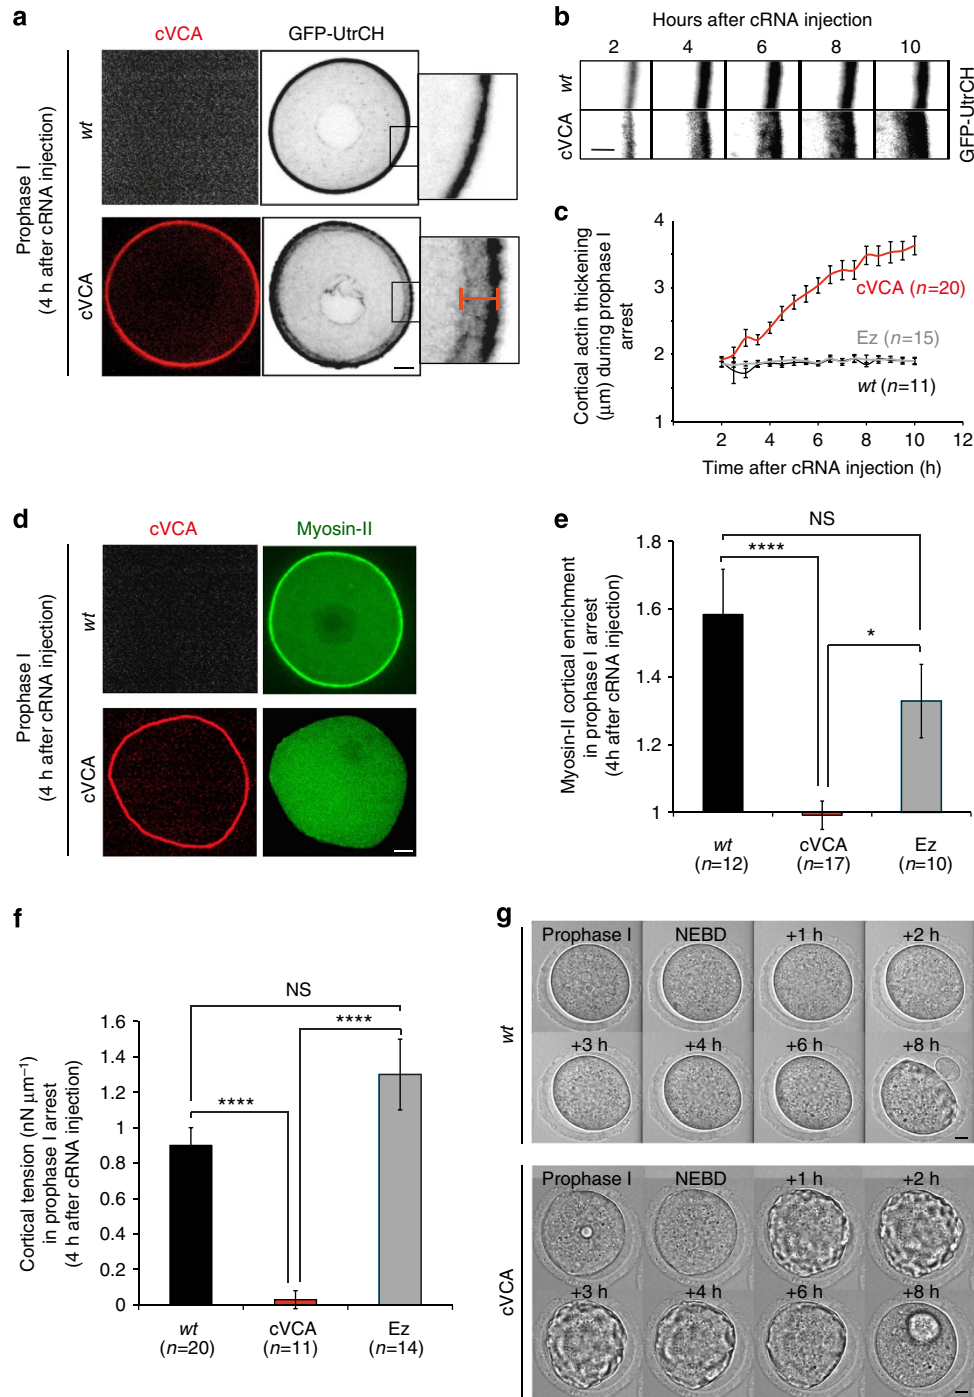 a
cVCA
GFP-UtrCH
Prophase I
(4 h after cRNA injection)
wt
cVCA
b
Hours after cRNA injection
2 4 6 8 10
wt
cVCA
GFP-UtrCH
c
Cortical actin thickening
(μm) during prophase I
arrest
4
3
2
1
cVCA (n=20)
Ez (n=15)
wt (n=11)
2 4 6 8 10 12
Time after cRNA injection (h)
d
cVCA
Myosin-II
Prophase I
(4 h after cRNA injection)
wt
cVCA
e
Myosin-II cortical enrichment
in prophase I arrest
(4h after cRNA injection)
1.8
1.6
1.4
1.2
1
NS
****
*
wt
(n=12)
cVCA
(n=17)
Ez
(n=10)
f
Cortical tension (nN μm–1)
in prophase I arrest
(4 h after cRNA injection)
1.6
1.4
1.2
1
0.8
0.6
0.4
0.2
0
NS
****
****
wt
(n=20)
cVCA
(n=11)
Ez
(n=14)
g
wt
Prophase I NEBD +1 h +2 h
+3 h +4 h +6 h +8 h
cVCA
Prophase I NEBD +1 h +2 h
+3 h +4 h +6 h +8 h